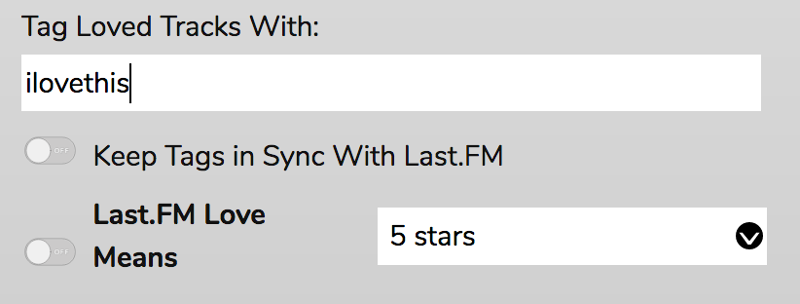 Tag Loved Tracks With:
ilovethis
OFF
Keep Tags in Sync With Last.FM
Last.FM Love
Means
OFF
5 stars